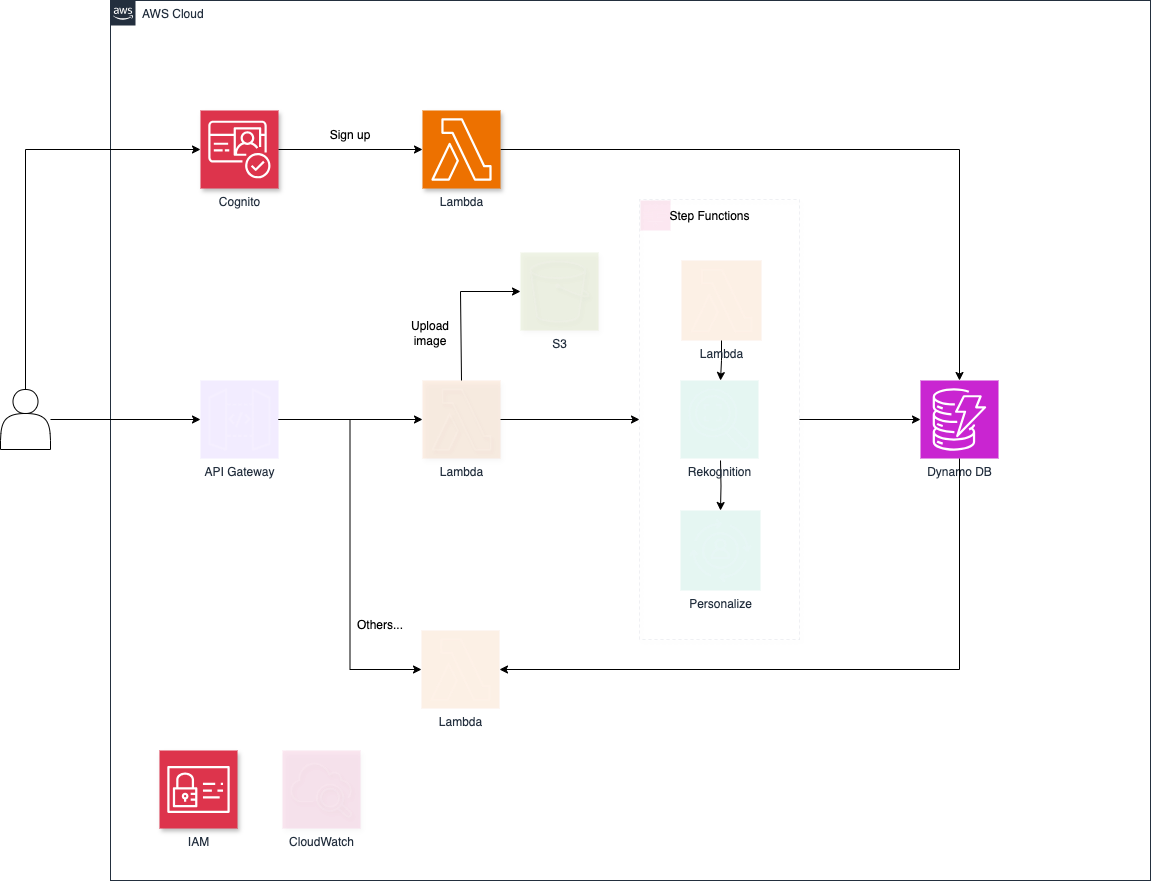 aws
AWS Cloud
Cognito
Sign up
Lambda
Step Functions
Upload
image
S3
Lambda
API Gateway
Lambda
Rekognition
Dynamo DB
Personalize
Others...
Lambda
IAM
CloudWatch